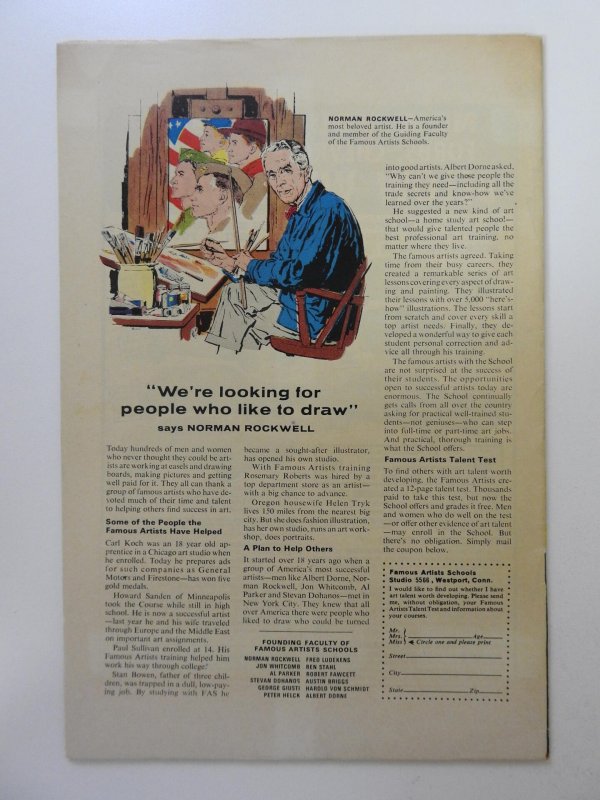 NORMAN ROCKWELL—America's
most beloved artist. He is a founder
and member of the Guiding Faculty
of the Famous Artists Schools.
"We're looking for
people who like to draw"
says NORMAN ROCKWELL
Today hundreds of men and women
who never thought they could be art-
ists are working at easels and drawing
boards, making pictures and getting
well paid for it. They all can thank a
group of famous artists who have de-
voted much of their time and talent
to helping others find success in art.
Some of the People the
Famous Artists Have Helped
Carl Koch was an 18 year old ap-
prentice in a Chicago art studio when
he enrolled. Today he prepares ads
for such companies as General
Motors and Firestone—has won five
gold medals.
Howard Sanden of Minneapolis
took the Course while still in high
school. He is now a successful artist
—last year he and his wife traveled
through Europe and the Middle East
on important art assignments.
Paul Sullivan enrolled at 14. His
Famous Artists training helped him
work his way through college!
Stan Bowen, father of three chil-
dren, was trapped in a dull, low-pay-
ing job. By studying with FAS he
became a sought-after illustrator,
has opened his own studio.
With Famous Artists training
Rosemary Roberts was hired by a
top department store as an artist—
with a big chance to advance.
Oregon housewife Helen Tryk
lives 150 miles from the nearest big
city. But she does fashion illustration,
has her own studio, runs an art work-
shop, does portraits.
A Plan to Help Others
It started over 18 years ago when a
group of America's most successful
artists—men like Albert Dorne, Nor-
man Rockwell, Jon Whitcomb, Al
Parker and Stevan Dohanos—met in
New York City. They knew that all
over America there were people who
liked to draw who could be turned
FOUNDING FACULTY OF
FAMOUS ARTISTS SCHOOLS
NORMAN ROCKWELL FRED LUDEKENS
JON WHITCOMB BEN STAHL
AL PARKER ROBERT FAWCETT
STEVAN DOHANOS AUSTIN BRIGGS
GEORGE GIUSTI HAROLD VON SCHMIDT
PETER HELCK ALBERT DORNE
into good artists. Albert Dorne asked,
"Why can't we give those people the
training they need—including all the
trade secrets and know-how we've
learned over the years?"
He suggested a new kind of art
school—a home study art school—
that would give talented people the
best professional art training, no
matter where they live.
The famous artists agreed. Taking
time from their busy careers, they
created a remarkable series of art
lessons covering every aspect of draw-
ing and painting. They illustrated
their lessons with over 5,000 "here's-
how" illustrations. The lessons start
from scratch and cover every skill a
top artist needs. Finally, they de-
veloped a wonderful way to give each
student personal correction and ad-
vice all through his training.
The famous artists with the School
are not surprised at the success of
their students. The opportunities
open to successful artists today are
enormous. The School continually
gets calls from all over the country
asking for practical well-trained stu-
dents—not geniuses—who can step
into full-time or part-time art jobs.
And practical, thorough training is
what the School offers.
Famous Artists Talent Test
To find others with art talent worth
developing, the Famous Artists cre-
ated a 12-page talent test. Thousands
paid to take this test, but now the
School offers and grades it free. Men
and women who do well on the test
—or offer other evidence of art talent
—may enroll in the School. But
there's no obligation. Simply mail
the coupon below.
Famous Artists Schools
Studio 5566, Westport, Conn.
I would like to find out whether I have
art talent worth developing. Please send
me, without obligation, your Famous
Artists Talent Test and information about
your courses.
Mr.
Mrs. Age
Miss Circle one and please print
Street
City
State Zip